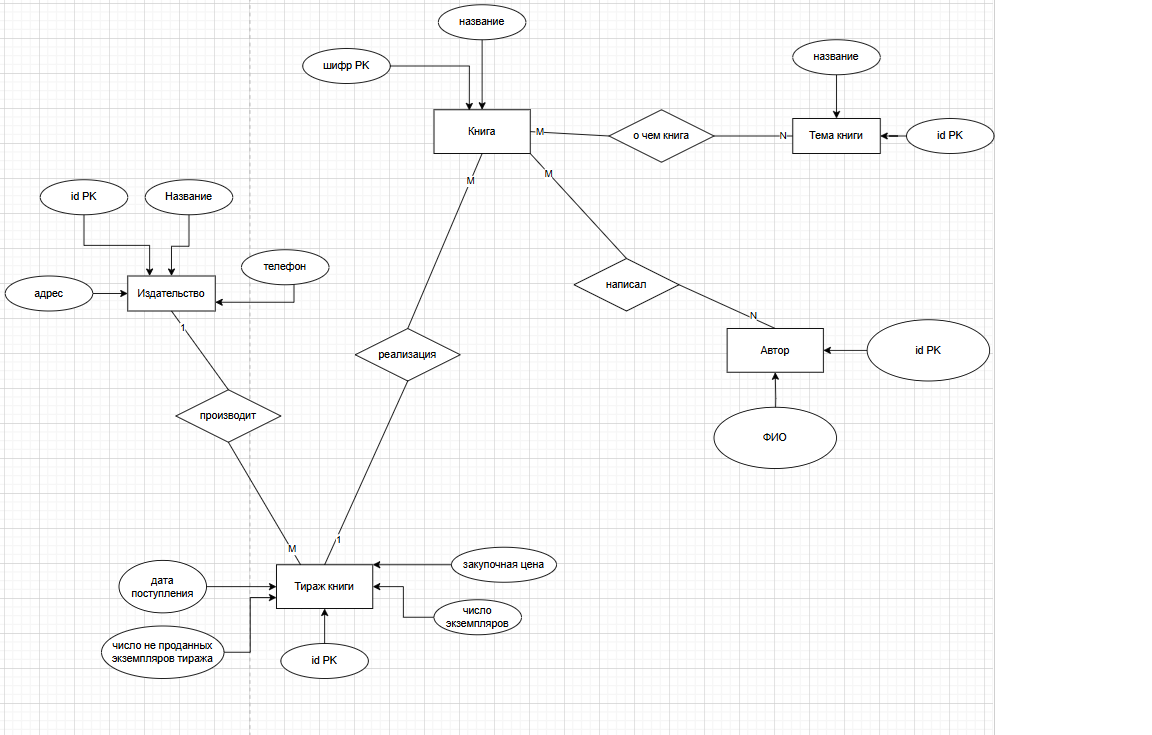 название
шифр PK
название
Книга
M
о чем книга
N
Тема книги
id PK
M
M
id PK
Название
телефон
адрес
Издательство
написал
1
N
реализация
Автор
id PK
производит
ФИО
M
1
закупочная цена
дата
поступления
Тираж книги
число
экземпляров
число не проданных
экземпляров тиража
id PK